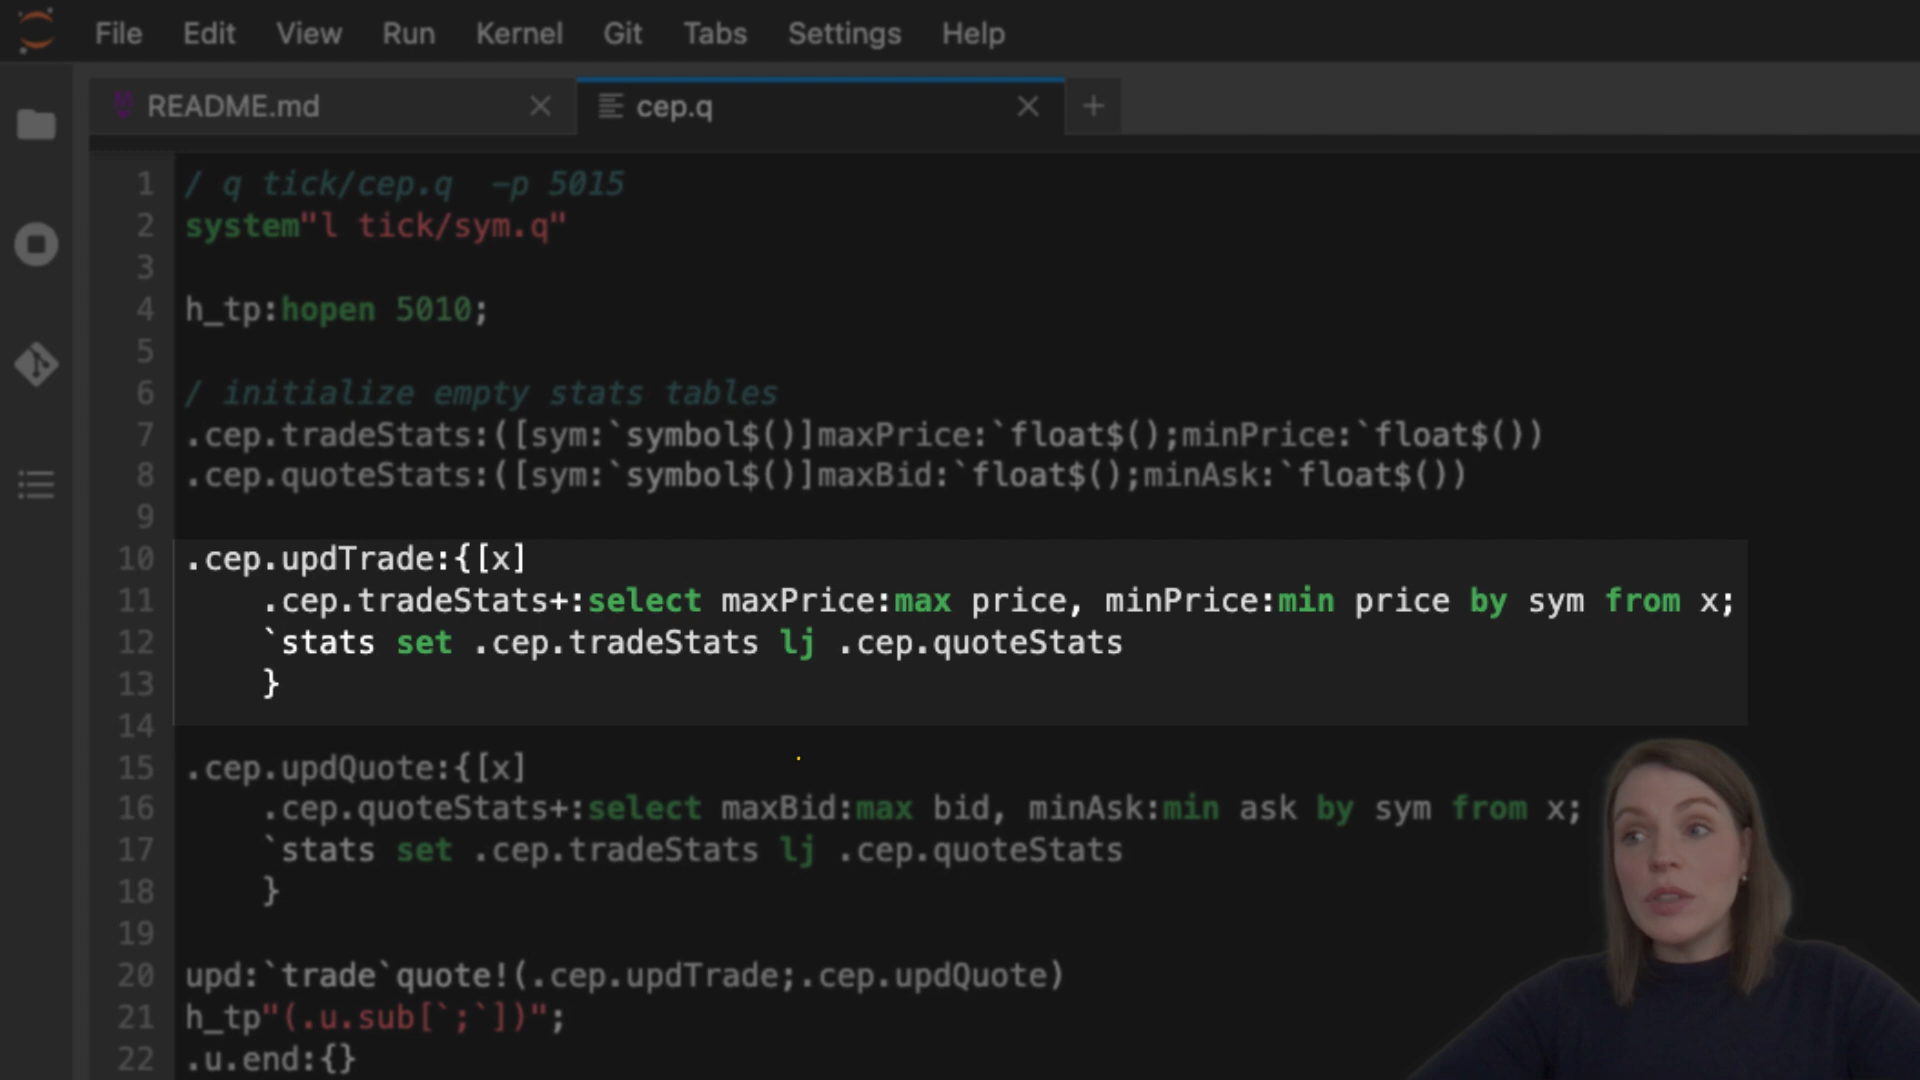 File Edit View Run Kernel Git Tabs Settings Help
README.md cep.q
1 / q tick/cep.q  -p 5015
2 system"l tick/sym.q"
3
4 h_tp:hopen 5010;
5
6 / initialize empty stats tables
7 .cep.tradeStats:([sym:`symbol$()]maxPrice:`float$();minPrice:`float$())
8 .cep.quoteStats:([sym:`symbol$()]maxBid:`float$();minAsk:`float$())
9
10 .cep.updTrade:{[x]
11     .cep.tradeStats+:select maxPrice:max price, minPrice:min price by sym from x;
12     `stats set .cep.tradeStats lj .cep.quoteStats
13     }
14
15 .cep.updQuote:{[x]
16     .cep.quoteStats+:select maxBid:max bid, minAsk:min ask by sym from x;
17     `stats set .cep.tradeStats lj .cep.quoteStats
18     }
19
20 upd:`trade`quote!(.cep.updTrade;.cep.updQuote)
21 h_tp"(.u.sub[`;`])";
22 .u.end:{}